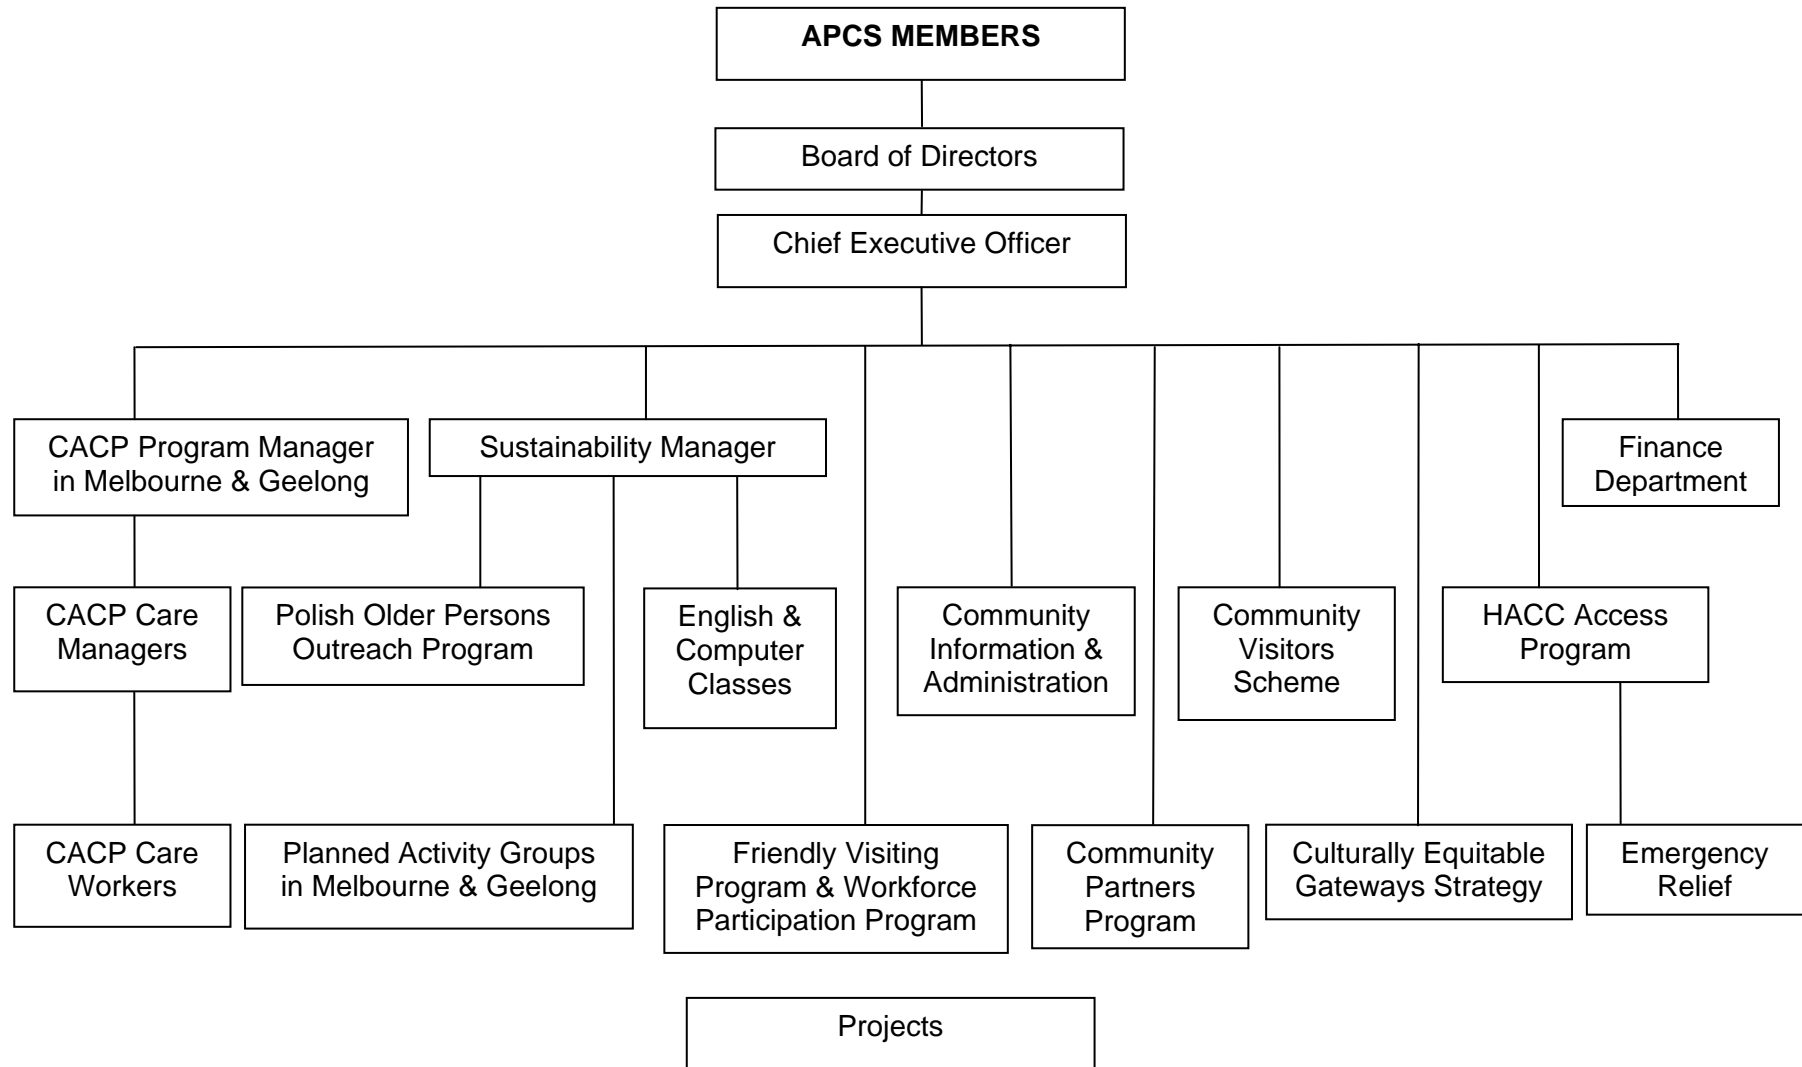 APCS MEMBERS
Board of Directors
Chief Executive Officer
CACP Program Manager
in Melbourne & Geelong
Sustainability Manager
Finance
Department
CACP Care
Managers
Polish Older Persons
Outreach Program
English &
Computer
Classes
Community
Information &
Administration
Community
Visitors
Scheme
HACC Access
Program
CACP Care
Workers
Planned Activity Groups
in Melbourne & Geelong
Friendly Visiting
Program & Workforce
Participation Program
Community
Partners
Program
Culturally Equitable
Gateways Strategy
Emergency
Relief
Projects